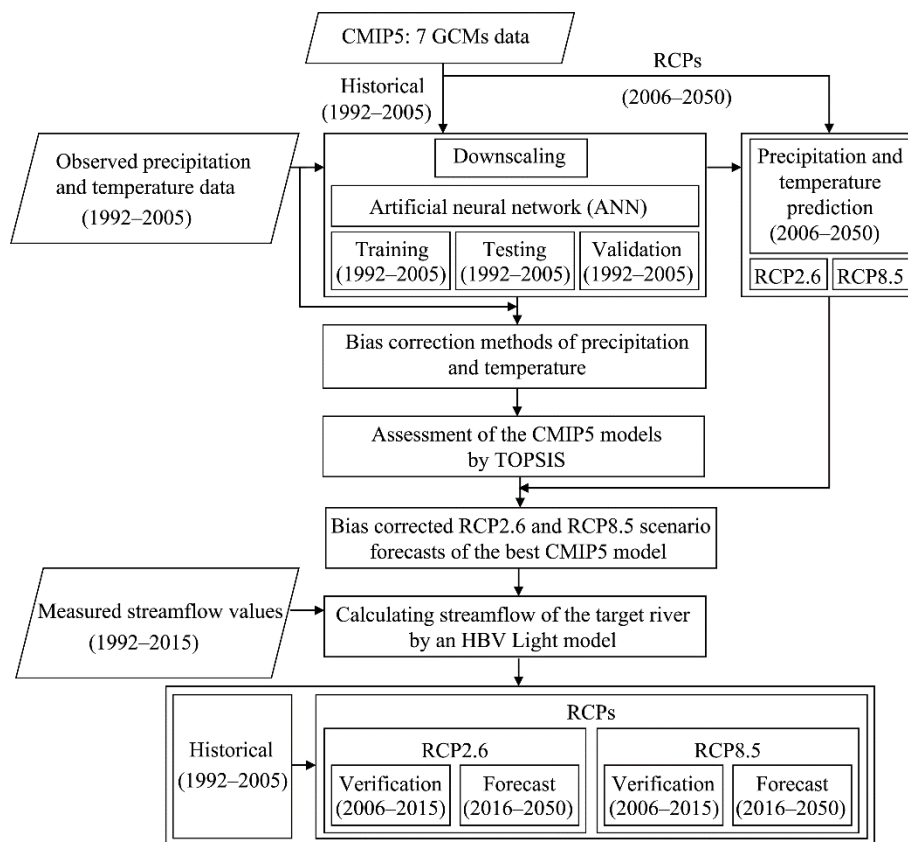 CMIP5: 7 GCMs data
RCPs
(2006–2050)
Historical
(1992–2005)
Observed precipitation
and temperature data
(1992–2005)
Downscaling
Artificial neural network (ANN)
Training
(1992–2005)
Testing
(1992–2005)
Validation
(1992–2005)
Precipitation and
temperature
prediction
(2006–2050)
RCP2.6
RCP8.5
Bias correction methods of precipitation
and temperature
Assessment of the CMIP5 models
by TOPSIS
Bias corrected RCP2.6 and RCP8.5 scenario
forecasts of the best CMIP5 model
Measured streamflow values
(1992–2015)
Calculating streamflow of the target river
by an HBV Light model
Historical
(1992–2005)
RCPs
RCP2.6
Verification
(2006–2015)
Forecast
(2016–2050)
RCP8.5
Verification
(2006–2015)
Forecast
(2016–2050)